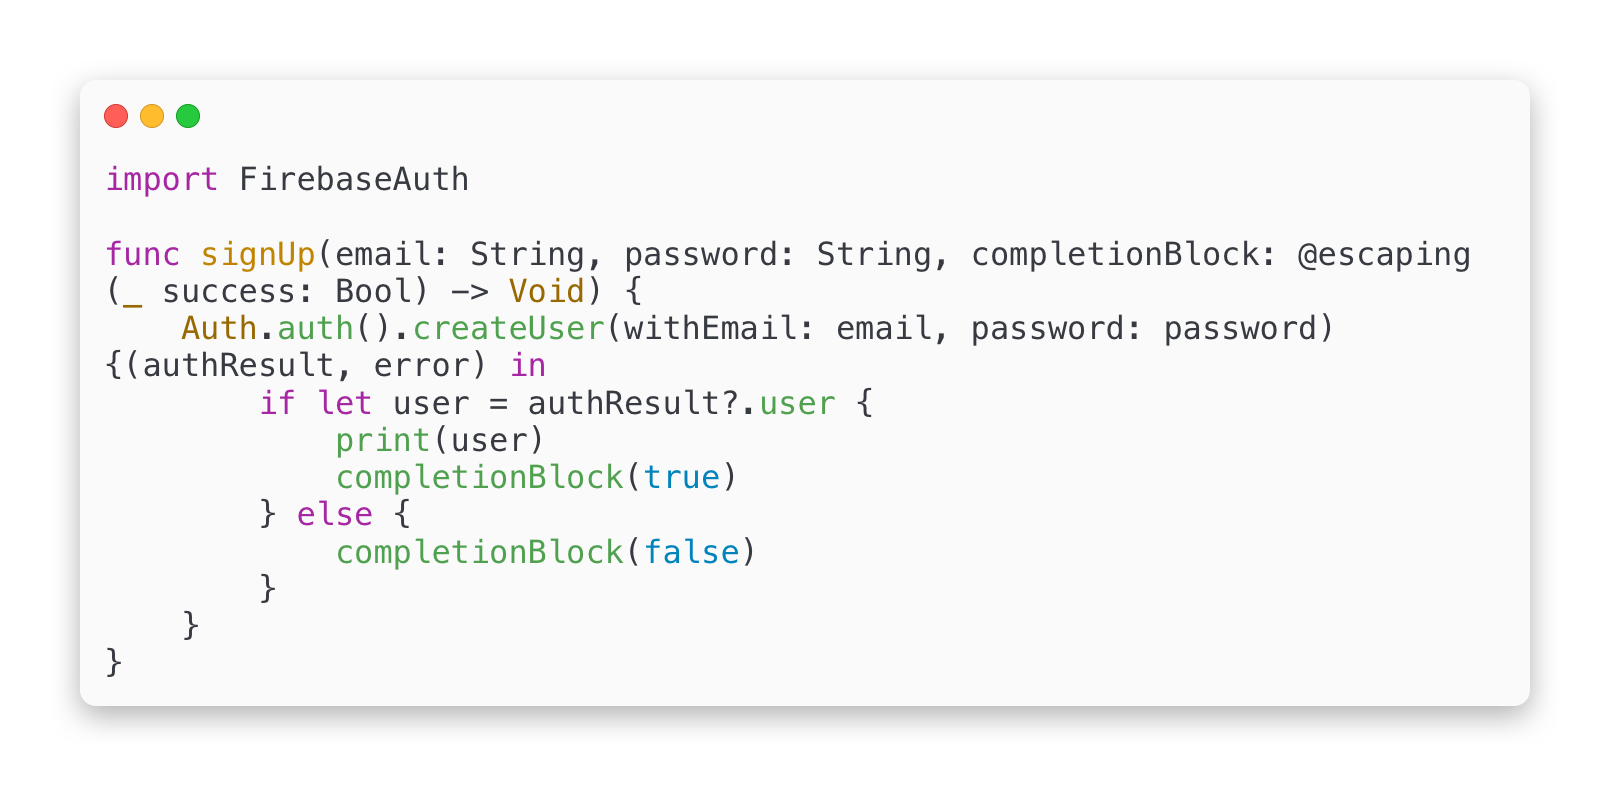 import FirebaseAuth

func signUp(email: String, password: String, completionBlock: @escaping
(_ success: Bool) -> Void) {
    Auth.auth().createUser(withEmail: email, password: password)
{(authResult, error) in
        if let user = authResult?.user {
            print(user)
            completionBlock(true)
        } else {
            completionBlock(false)
        }
    }
}